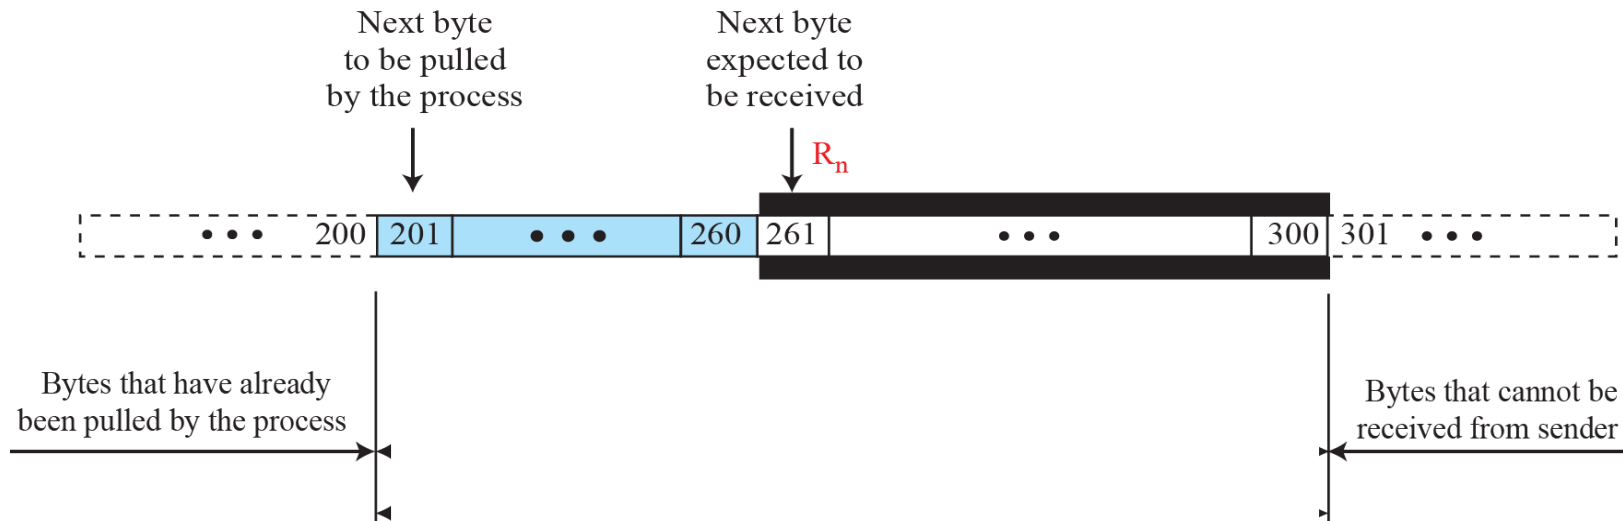 Next byte
to be pulled
by the process
Next byte
expected to
be received
Rn
• • • 200 201 • • • 260 261 • • • 300 301 • • •
Bytes that have already
been pulled by the process
Bytes that cannot be
received from sender